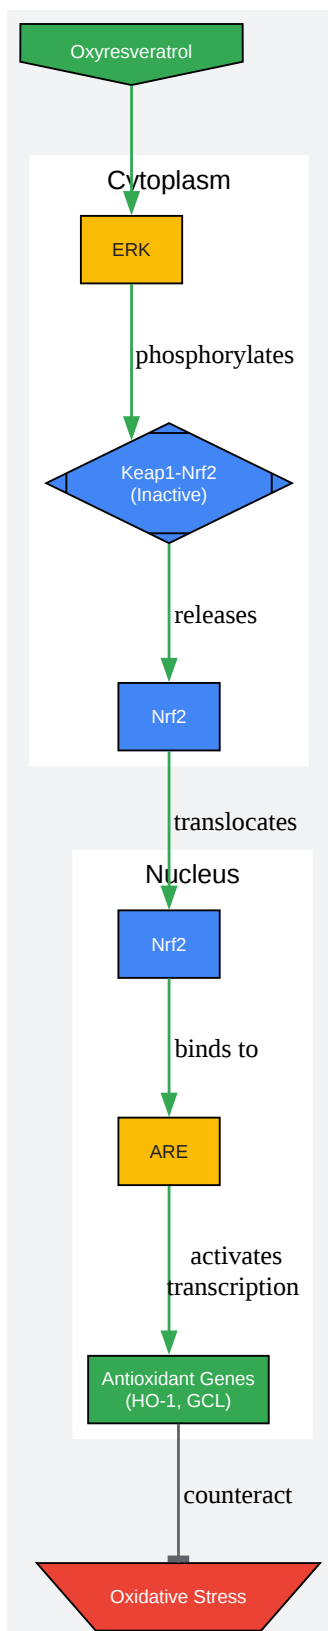 Oxyresveratrol
Cytoplasm
ERK
phosphorylates
Keap1-Nrf2
(Inactive)
releases
Nrf2
translocates
Nucleus
Nrf2
binds to
ARE
activates
transcription
Antioxidant Genes
(HO-1, GCL)
counteract
Oxidative Stress